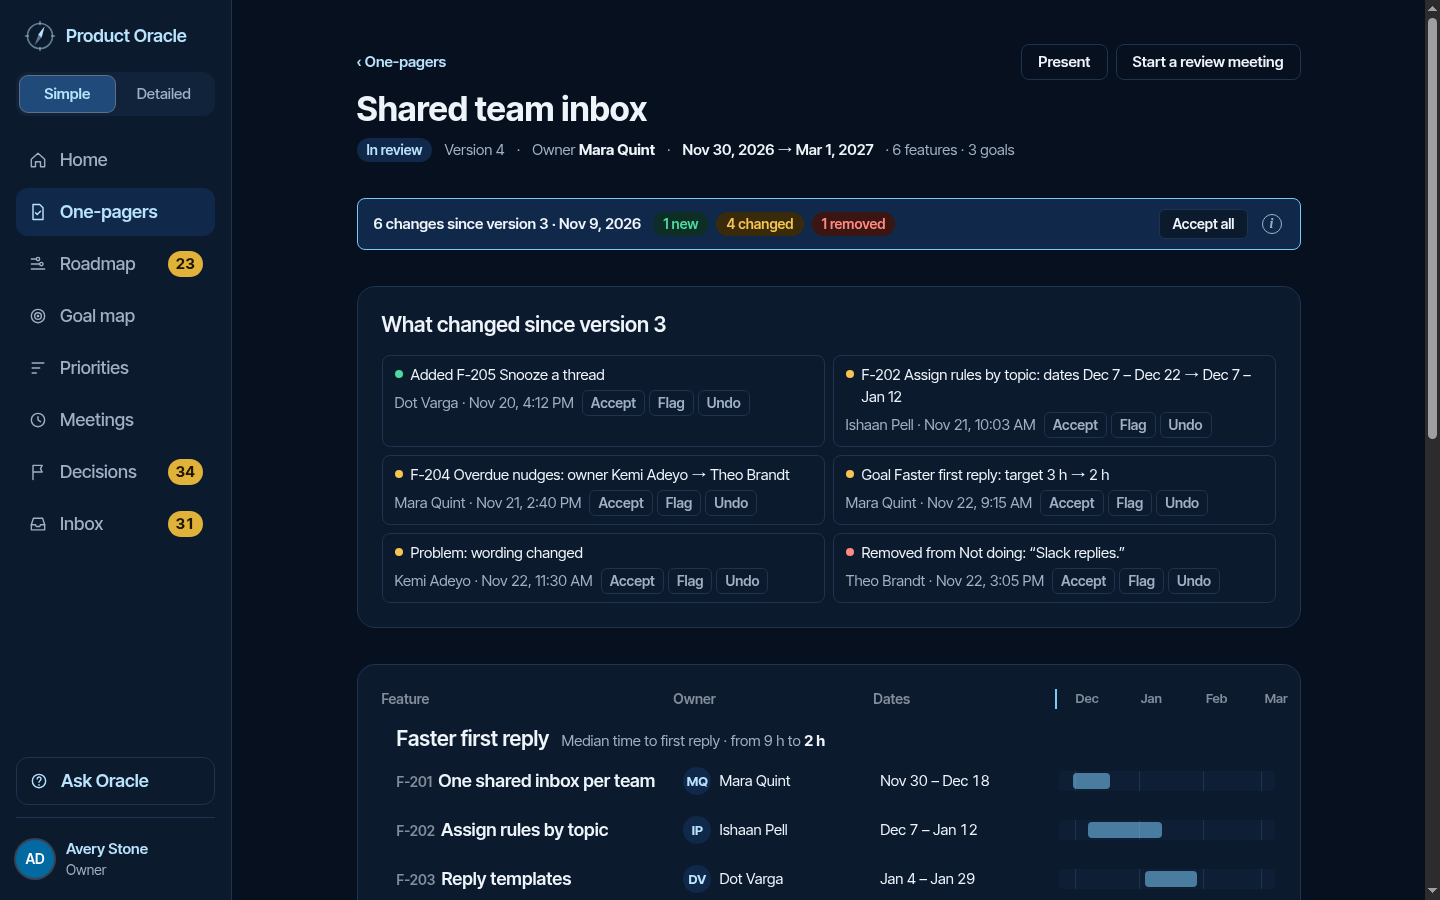 Product Oracle
Simple
Detailed
Home
One-pagers
Roadmap 23
Goal map
Priorities
Meetings
Decisions 34
Inbox 31
Ask Oracle
AD
Avery Stone
Owner
‹ One-pagers
Present
Start a review meeting
Shared team inbox
In review Version 4 · Owner Mara Quint · Nov 30, 2026 → Mar 1, 2027 · 6 features · 3 goals
6 changes since version 3 · Nov 9, 2026 1 new 4 changed 1 removed Accept all i
What changed since version 3
Added F-205 Snooze a thread
Dot Varga · Nov 20, 4:12 PM Accept Flag Undo
F-202 Assign rules by topic: dates Dec 7 – Dec 22 → Dec 7 –
Jan 12
Ishaan Pell · Nov 21, 10:03 AM Accept Flag Undo
F-204 Overdue nudges: owner Kemi Adeyo → Theo Brandt
Mara Quint · Nov 21, 2:40 PM Accept Flag Undo
Goal Faster first reply: target 3 h → 2 h
Mara Quint · Nov 22, 9:15 AM Accept Flag Undo
Problem: wording changed
Kemi Adeyo · Nov 22, 11:30 AM Accept Flag Undo
Removed from Not doing: “Slack replies.”
Theo Brandt · Nov 22, 3:05 PM Accept Flag Undo
Feature Owner Dates Dec Jan Feb Mar
Faster first reply Median time to first reply · from 9 h to 2 h
F-201 One shared inbox per team MQ Mara Quint Nov 30 – Dec 18
F-202 Assign rules by topic IP Ishaan Pell Dec 7 – Jan 12
F-203 Reply templates DV Dot Varga Jan 4 – Jan 29